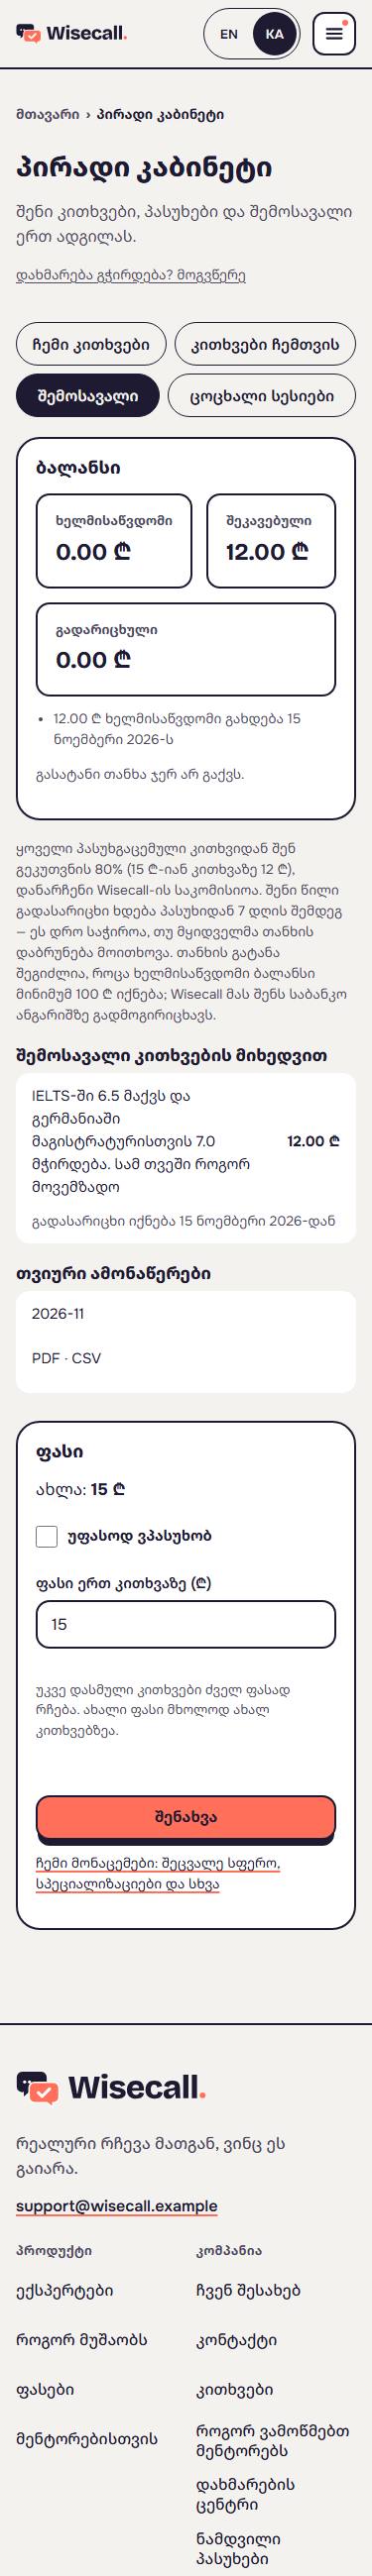 Wisecall.
EN KA
მთავარი › პირადი კაბინეტი
პირადი კაბინეტი
შენი კითხვები, პასუხები და შემოსავალი
ერთ ადგილას.
დახმარება გჭირდება? მოგვწერე
ჩემი კითხვები კითხვები ჩემთვის
შემოსავალი ცოცხალი სესიები
ბალანსი
ხელმისაწვდომი შეკავებული
0.00 ₾ 12.00 ₾
გადარიცხული
0.00 ₾
• 12.00 ₾ ხელმისაწვდომი გახდება 15
ნოემბერი 2026-ს
გასატანი თანხა ჯერ არ გაქვს.
ყოველი პასუხგაცემული კითხვიდან შენ
გეკუთვნის 80% (15 ₾-იან კითხვაზე 12 ₾),
დანარჩენი Wisecall-ის საკომისიოა. შენი წილი
გადასარიცხი ხდება პასუხიდან 7 დღის შემდეგ
— ეს დრო საჭიროა, თუ მყიდველმა თანხის
დაბრუნება მოითხოვა. თანხის გატანა
შეგიძლია, როცა ხელმისაწვდომი ბალანსი
მინიმუმ 100 ₾ იქნება; Wisecall მას შენს საბანკო
ანგარიშზე გადმოგირიცხავს.
შემოსავალი კითხვების მიხედვით
IELTS-ში 6.5 მაქვს და
გერმანიაში
მაგისტრატურისთვის 7.0 12.00 ₾
მჭირდება. სამ თვეში როგორ
მოვემზადო
გადასარიცხი იქნება 15 ნოემბერი 2026-დან
თვიური ამონაწერები
2026-11
PDF · CSV
ფასი
ახლა: 15 ₾
უფასოდ ვპასუხობ
ფასი ერთ კითხვაზე (₾)
15
უკვე დასმული კითხვები ძველ ფასად
რჩება. ახალი ფასი მხოლოდ ახალ
კითხვებზეა.
შენახვა
ჩემი მონაცემები: შეცვალე სფერო,
სპეციალიზაციები და სხვა
Wisecall.
რეალური რჩევა მათგან, ვინც ეს
გაიარა.
support@wisecall.example
პროდუქტი კომპანია
ექსპერტები ჩვენ შესახებ
როგორ მუშაობს კონტაქტი
ფასები კითხვები
მენტორებისთვის როგორ ვამოწმებთ
მენტორებს
დახმარების
ცენტრი
ნამდვილი
პასუხები